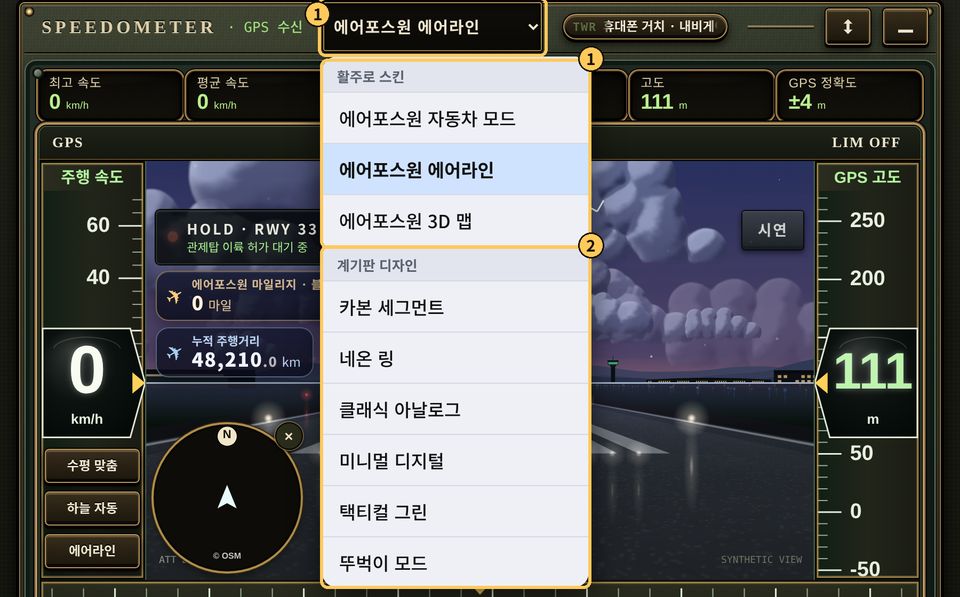 SPEEDOMETER · GPS 수신
1
에어포스원 에어라인
TWR 휴대폰 거치 · 내비게
최고 속도
0 km/h
평균 속도
0 km/h
고도
111 m
GPS 정확도
±4 m
GPS
LIM OFF
1
활주로 스킨
에어포스원 자동차 모드
에어포스원 에어라인
에어포스원 3D 맵
2
계기판 디자인
카본 세그먼트
네온 링
클래식 아날로그
미니멀 디지털
택티컬 그린
뚜벅이 모드
주행 속도
60
40
0
km/h
수평 맞춤
하늘 자동
에어라인
HOLD · RWY 33
관제탑 이륙 허가 대기 중
에어포스원 마일리지 ·
0 마일
누적 주행거리
48,210.0 km
N
×
© OSM
ATT
시연
SYNTHETIC VIEW
GPS 고도
250
200
111
m
50
0
-50